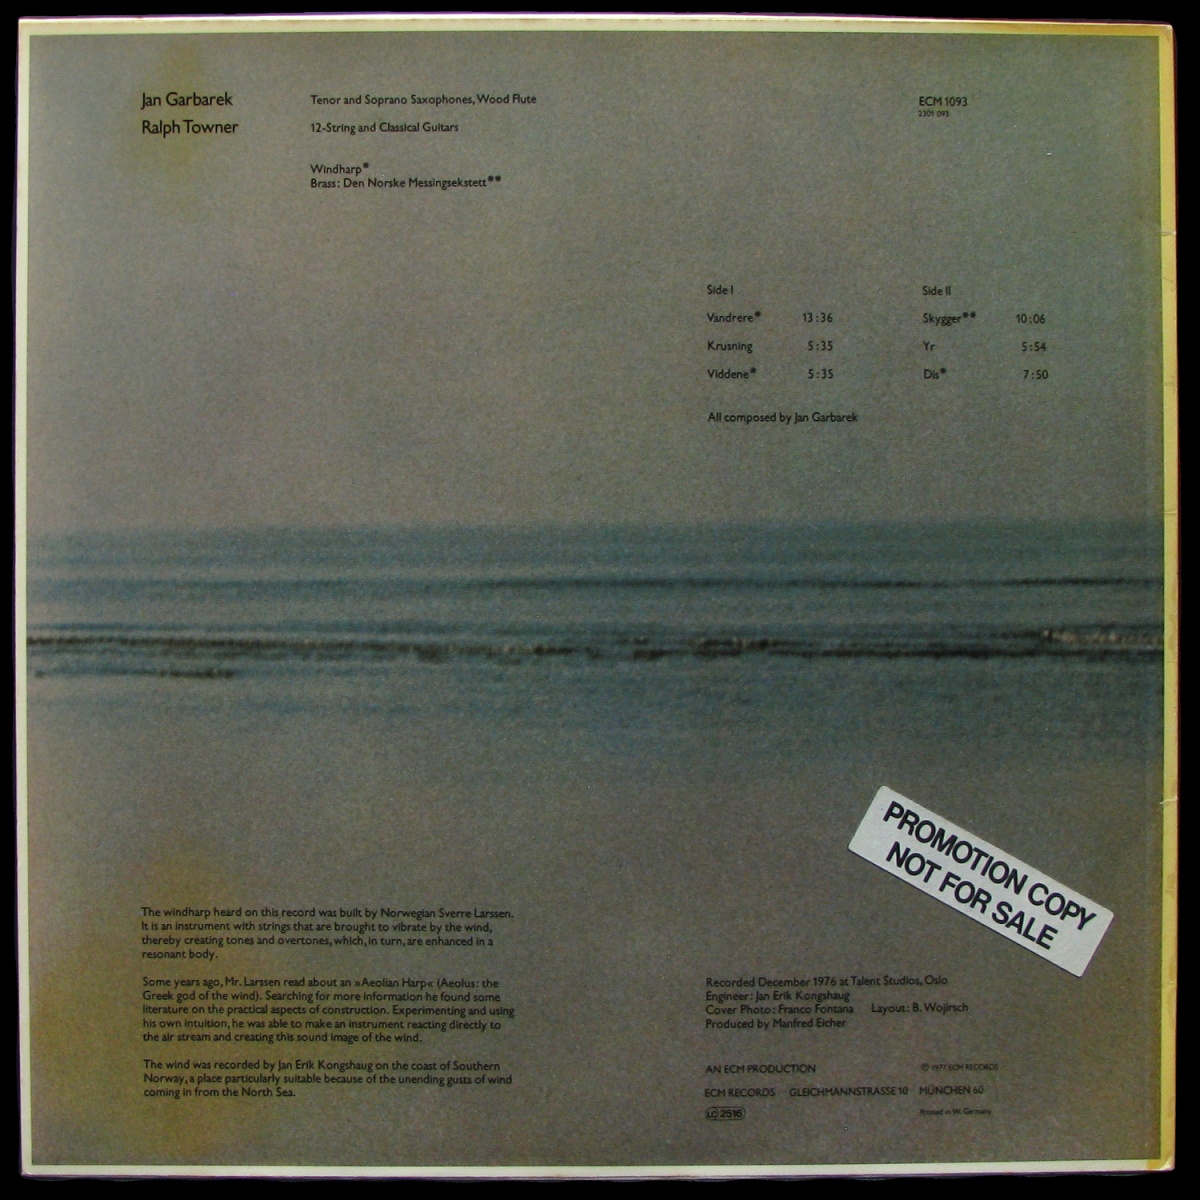 Jan Garbarek Tenor and Soprano Saxophones, Wood Flute
Ralph Towner 12-String and Classical Guitars
Windharp*
Brass: Den Norske Messingsekstett**
ECM 1093
2301 093
Side I
Vandrere* 13:36
Krusning 5:35
Viddene* 5:35
Side II
Skygger** 10:06
Yr 5:54
Dis* 7:50
All composed by Jan Garbarek
PROMOTION COPY
NOT FOR SALE
The windharp heard on this record was built by Norwegian Sverre Larssen.
It is an instrument with strings that are brought to vibrate by the wind,
thereby creating tones and overtones, which, in turn, are enhanced in a
resonant body.
Some years ago, Mr. Larssen read about an »Aeolian Harp« (Aeolus: the
Greek god of the wind). Searching for more information he found some
literature on the practical aspects of construction. Experimenting and using
his own intuition, he was able to make an instrument reacting directly to
the air stream and creating this sound image of the wind.
The wind was recorded by Jan Erik Kongshaug on the coast of Southern
Norway, a place particularly suitable because of the unending gusts of wind
coming in from the North Sea.
Recorded December 1976 at Talent Studios, Oslo
Engineer: Jan Erik Kongshaug
Cover Photo: Franco Fontana Layout: B. Wojirsch
Produced by Manfred Eicher
AN ECM PRODUCTION ℗ 1977 ECM RECORDS
ECM RECORDS GLEICHMANNSTRASSE 10 MÜNCHEN 60
LC 2516 Printed in W. Germany